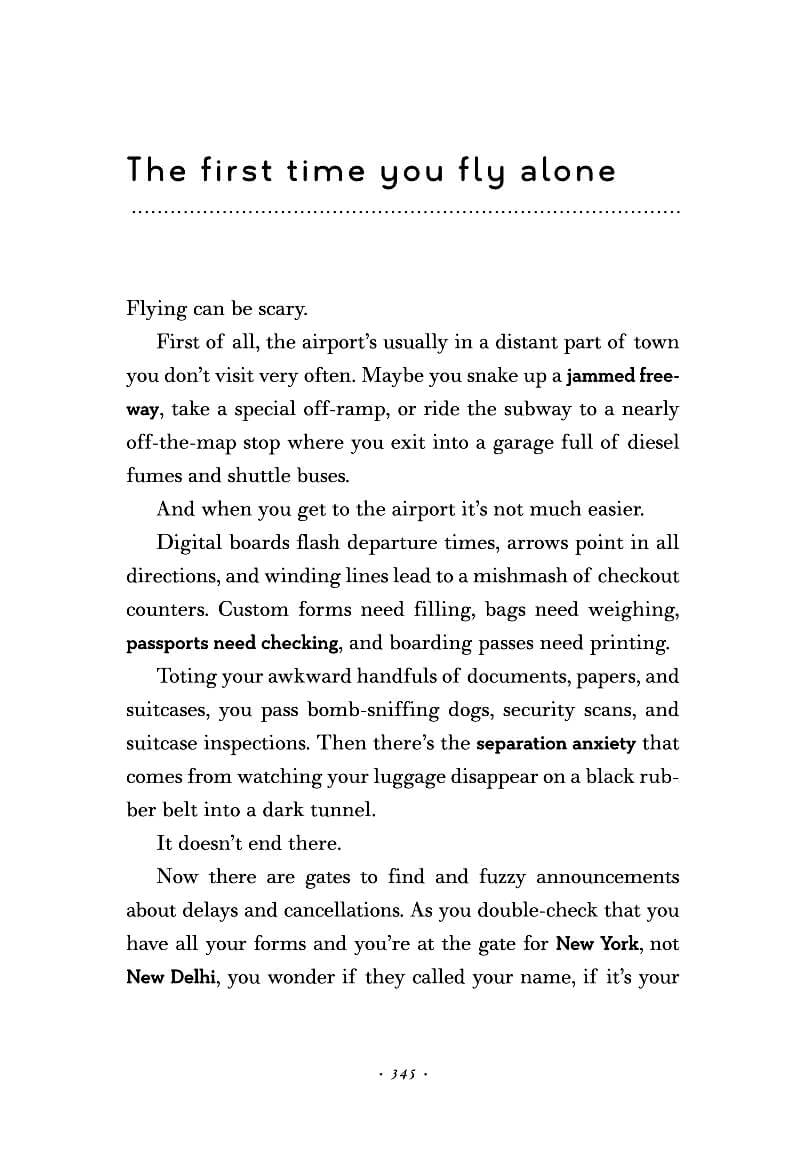 The first time you fly alone
Flying can be scary.
First of all, the airport’s usually in a distant part of town
you don’t visit very often. Maybe you snake up a jammed free-
way, take a special off-ramp, or ride the subway to a nearly
off-the-map stop where you exit into a garage full of diesel
fumes and shuttle buses.
And when you get to the airport it’s not much easier.
Digital boards flash departure times, arrows point in all
directions, and winding lines lead to a mishmash of checkout
counters. Custom forms need filling, bags need weighing,
passports need checking, and boarding passes need printing.
Toting your awkward handfuls of documents, papers, and
suitcases, you pass bomb-sniffing dogs, security scans, and
suitcase inspections. Then there’s the separation anxiety that
comes from watching your luggage disappear on a black rub-
ber belt into a dark tunnel.
It doesn’t end there.
Now there are gates to find and fuzzy announcements
about delays and cancellations. As you double-check that you
have all your forms and you’re at the gate for New York, not
New Delhi, you wonder if they called your name, if it’s your
· 345 ·